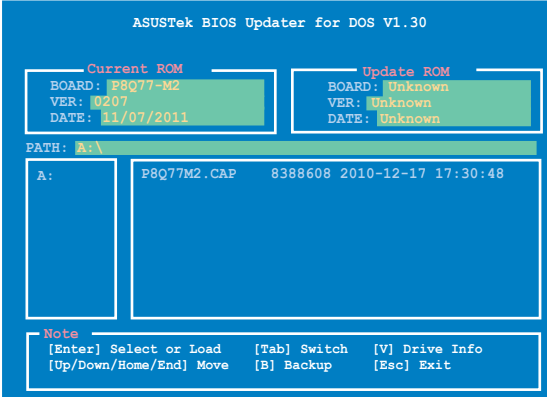 ASUSTek BIOS Updater for DOS V1.30
Current ROM
BOARD: P8Q77-M2
VER: 0207
DATE: 11/07/2011
Update ROM
BOARD: Unknown
VER: Unknown
DATE: Unknown
PATH: A:\
A:
P8Q77M2.CAP 8388608 2010-12-17 17:30:48
Note
[Enter] Select or Load [Tab] Switch [V] Drive Info
[Up/Down/Home/End] Move [B] Backup [Esc] Exit